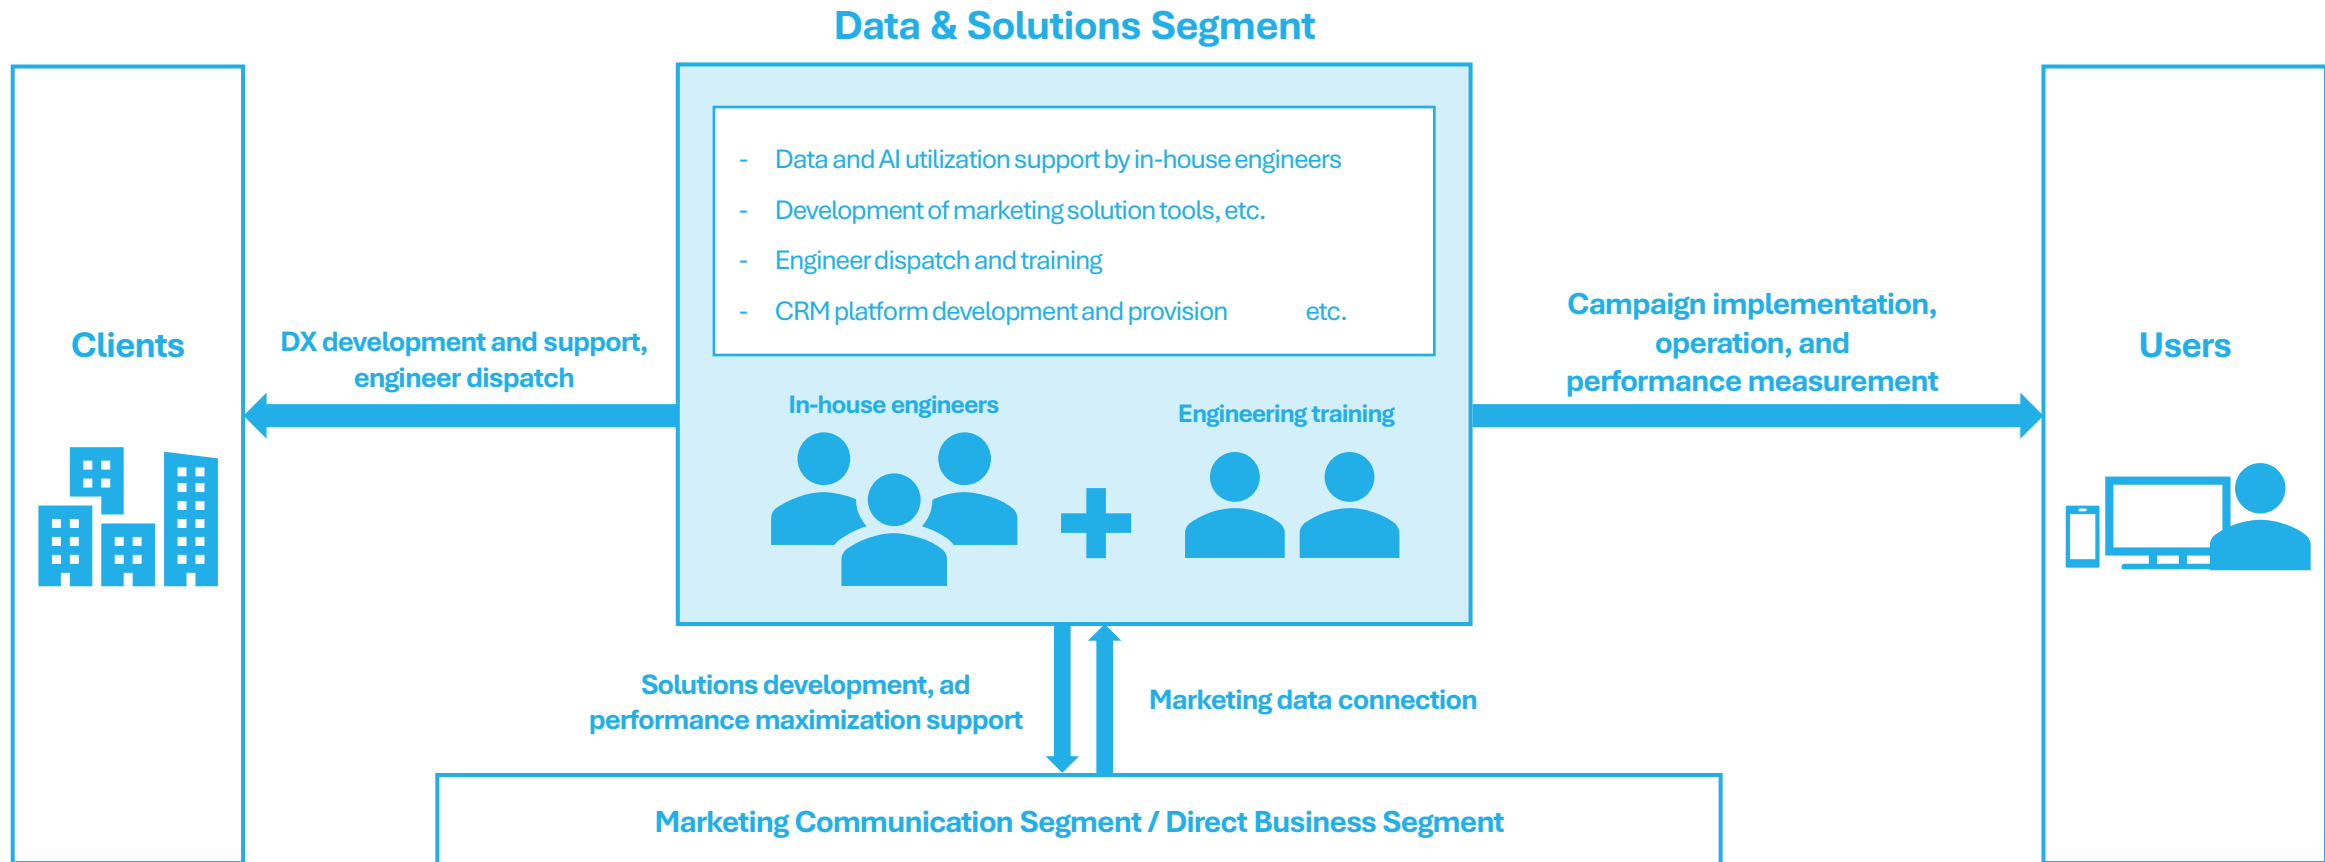 Data & Solutions Segment
- Data and AI utilization support by in-house engineers
- Development of marketing solution tools, etc.
- Engineer dispatch and training
- CRM platform development and provision etc.
Clients
DX development and support,
engineer dispatch
In-house engineers
Engineering training
Campaign implementation,
operation, and
performance measurement
Users
Solutions development, ad
performance maximization support
Marketing data connection
Marketing Communication Segment / Direct Business Segment